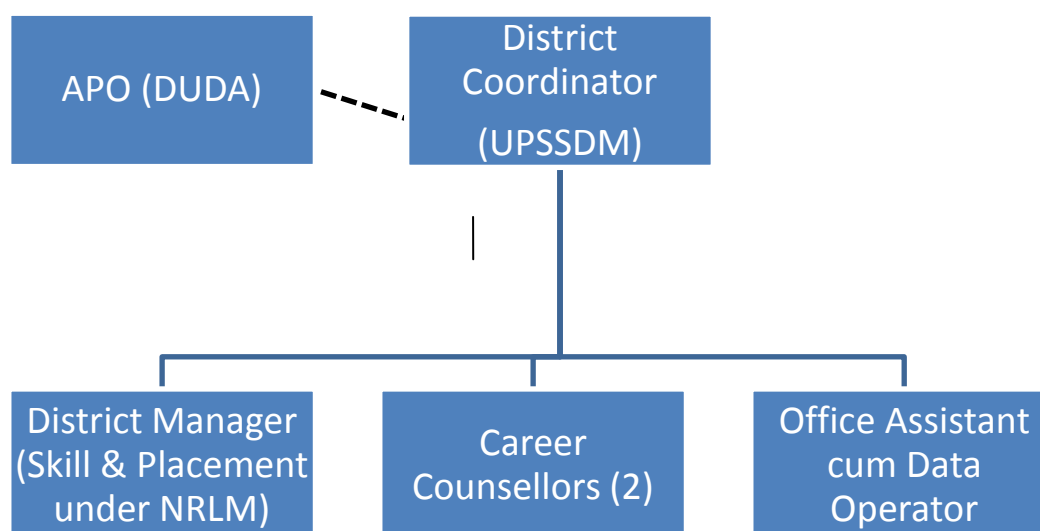 APO (DUDA)
District
Coordinator
(UPSSDM)
District Manager
(Skill & Placement
under NRLM)
Career
Counsellors (2)
Office Assistant
cum Data
Operator